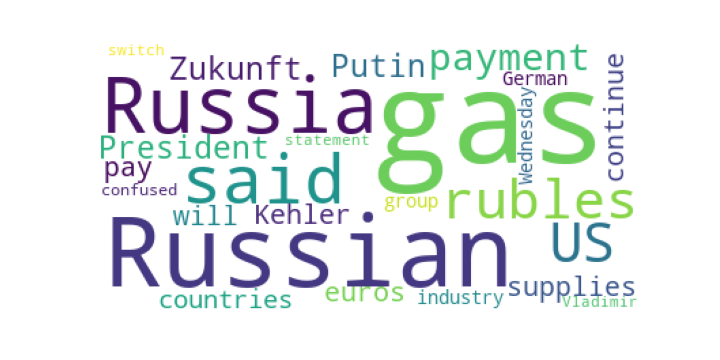 switch
Zukunft Putin payment
German
Russia gas
continue
Wednesday
President statement
pay said
confused group rubles
will Kehler
Russian US
supplies
countries euros industry
Vladimir